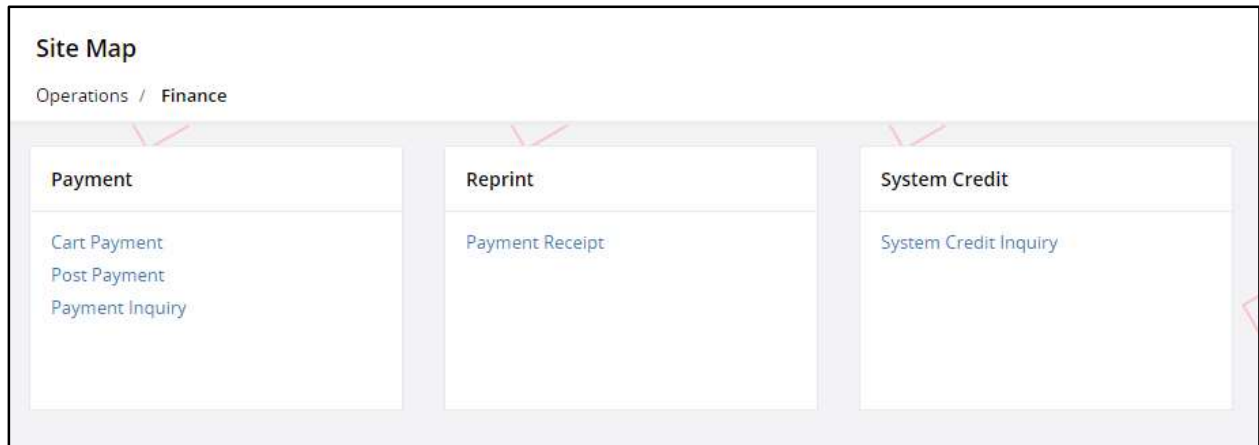 Site Map
Operations / Finance
Payment
Cart Payment
Post Payment
Payment Inquiry
Reprint
Payment Receipt
System Credit
System Credit Inquiry